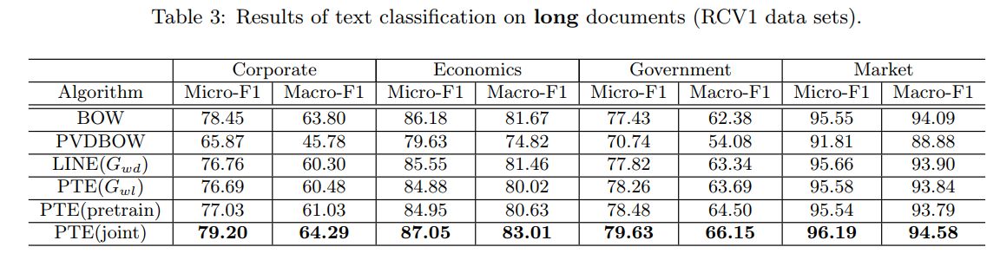 Table 3: Results of text classification on long documents (RCV1 data sets).
Corporate Economics Government Market
Algorithm Micro-F1 Macro-F1 Micro-F1 Macro-F1 Micro-F1 Macro-F1 Micro-F1 Macro-F1
BOW 78.45 63.80 86.18 81.67 77.43 62.38 95.55 94.09
PVDBOW 65.87 45.78 79.63 74.82 70.74 54.08 91.81 88.88
LINE(G_wd) 76.76 60.30 85.55 81.46 77.82 63.34 95.66 93.90
PTE(G_wl) 76.69 60.48 84.88 80.02 78.26 63.69 95.58 93.84
PTE(pretrain) 77.03 61.03 84.95 80.63 78.48 64.50 95.54 93.79
PTE(joint) 79.20 64.29 87.05 83.01 79.63 66.15 96.19 94.58